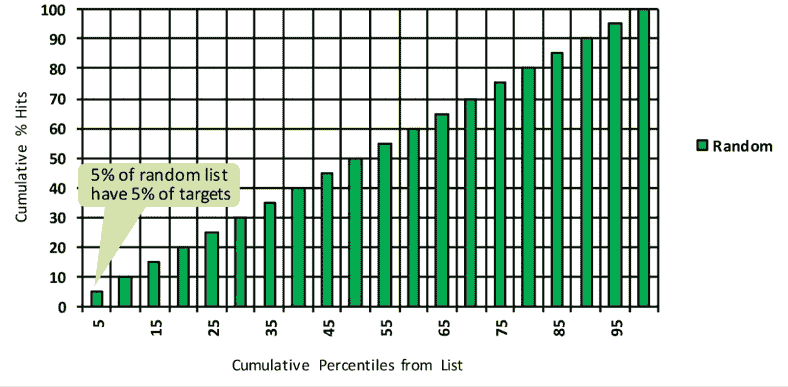 100
90
80
70
60
50
40
30
20
10
0
Cumulative % Hits
5% of random list
have 5% of targets
Random
5 15 25 35 45 55 65 75 85 95
Cumulative Percentiles from List